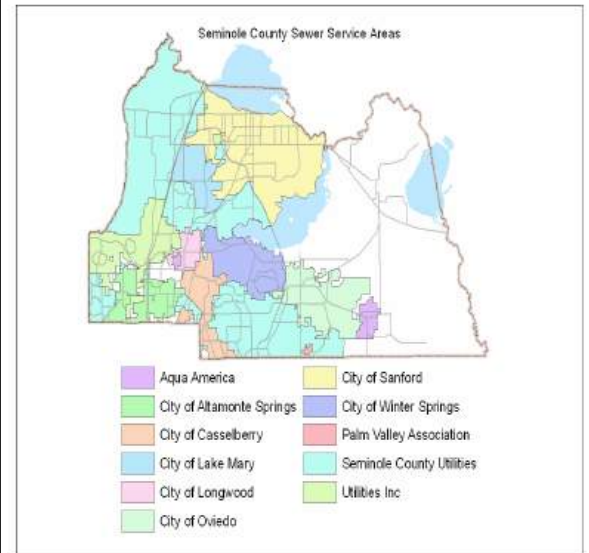 Seminole County Sewer Service Areas
Aqua America
City of Altamonte Springs
City of Casselberry
City of Lake Mary
City of Longwood
City of Oviedo
City of Sanford
City of Winter Springs
Palm Valley Association
Seminole County Utilities
Utilities Inc